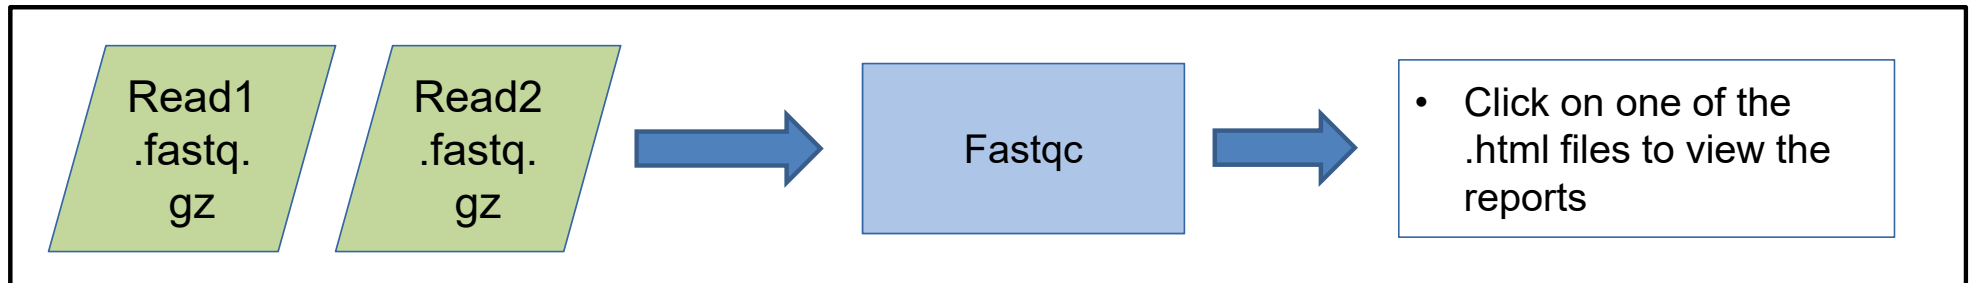 Read1
.fastq.
gz
Read2
.fastq.
gz
Fastqc
• Click on one of the
.html files to view the
reports